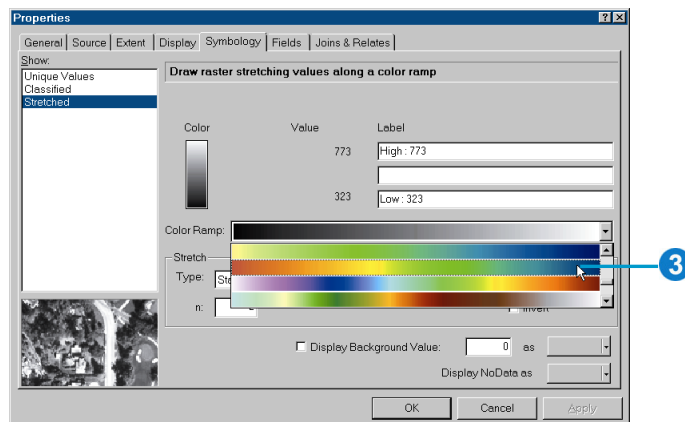 Properties
General Source Extent Display Symbology Fields Joins & Relates
Show:
Unique Values
Classified
Stretched
Draw raster stretching values along a color ramp
Color Value Label
773 High : 773
323 Low : 323
Color Ramp:
3
Stretch
Type:
n:
Invert
Display Background Value: 0 as
Display NoData as
OK Cancel Apply